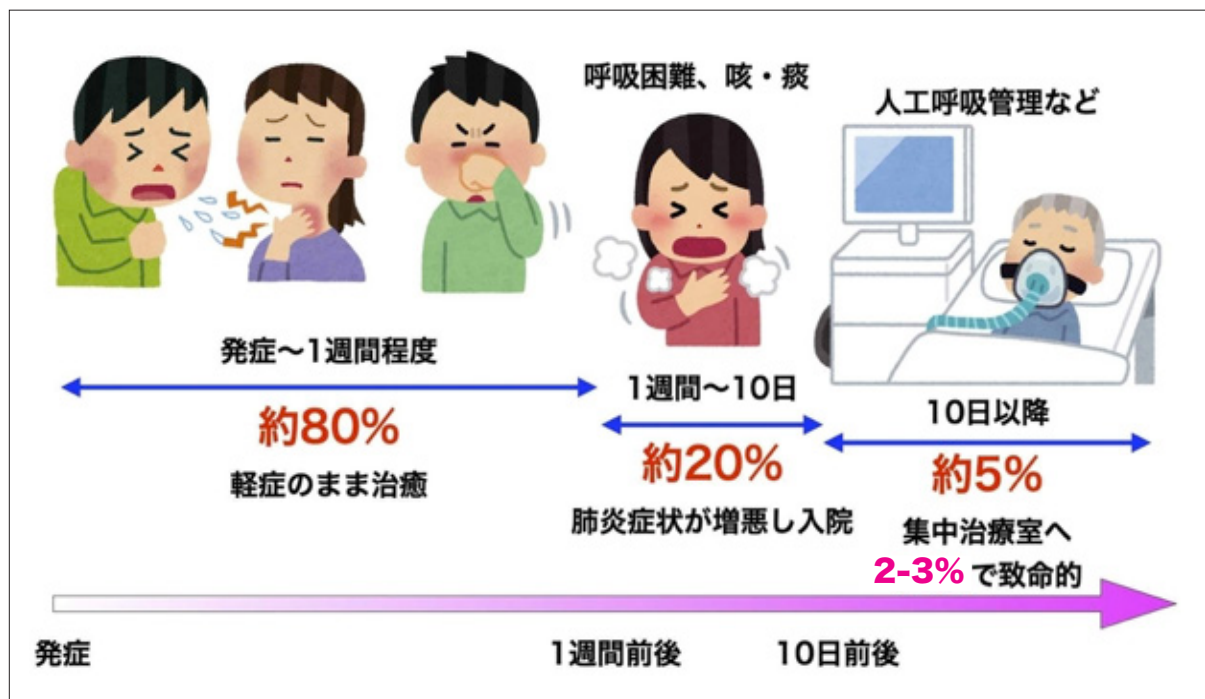 呼吸困難、咳・痰
人工呼吸管理など
発症〜1週間程度
約80%
軽症のまま治癒
1週間〜10日
約20%
肺炎症状が増悪し入院
10日以降
約5%
集中治療室へ
2-3% で致命的
発症
1週間前後
10日前後